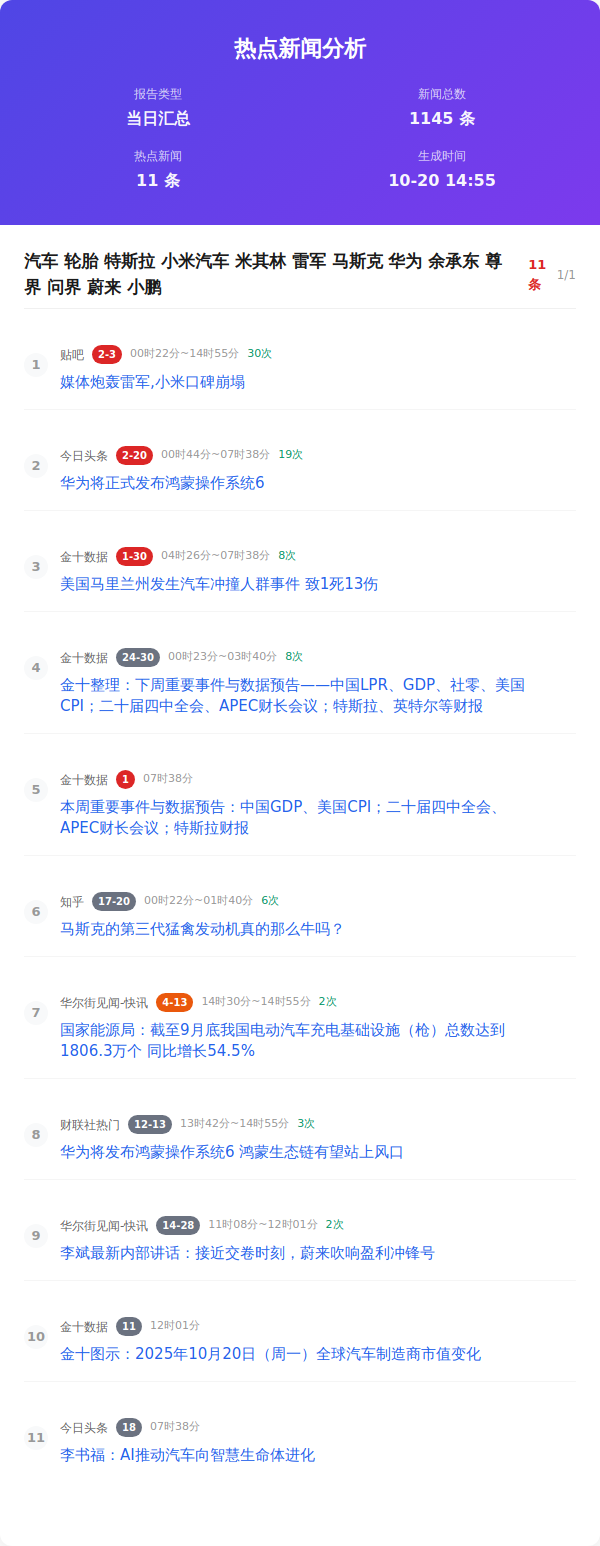 热点新闻分析
报告类型
新闻总数
当日汇总
1145 条
热点新闻
生成时间
11 条
10-20 14:55
汽车 轮胎 特斯拉 小米汽车 米其林 雷军 马斯克 华为 余承东 尊
界 问界 蔚来 小鹏
11
条
1/1
1
贴吧 2-3 00时22分~14时55分 30次
媒体炮轰雷军,小米口碑崩塌
2
今日头条 2-20 00时44分~07时38分 19次
华为将正式发布鸿蒙操作系统6
3
金十数据 1-30 04时26分~07时38分 8次
美国马里兰州发生汽车冲撞人群事件 致1死13伤
4
金十数据 24-30 00时23分~03时40分 8次
金十整理：下周重要事件与数据预告——中国LPR、GDP、社零、美国
CPI；二十届四中全会、APEC财长会议；特斯拉、英特尔等财报
5
金十数据 1 07时38分
本周重要事件与数据预告：中国GDP、美国CPI；二十届四中全会、
APEC财长会议；特斯拉财报
6
知乎 17-20 00时22分~01时40分 6次
马斯克的第三代猛禽发动机真的那么牛吗？
7
华尔街见闻-快讯 4-13 14时30分~14时55分 2次
国家能源局：截至9月底我国电动汽车充电基础设施（枪）总数达到
1806.3万个 同比增长54.5%
8
财联社热门 12-13 13时42分~14时55分 3次
华为将发布鸿蒙操作系统6 鸿蒙生态链有望站上风口
9
华尔街见闻-快讯 14-28 11时08分~12时01分 2次
李斌最新内部讲话：接近交卷时刻，蔚来吹响盈利冲锋号
10
金十数据 11 12时01分
金十图示：2025年10月20日（周一）全球汽车制造商市值变化
11
今日头条 18 07时38分
李书福：AI推动汽车向智慧生命体进化